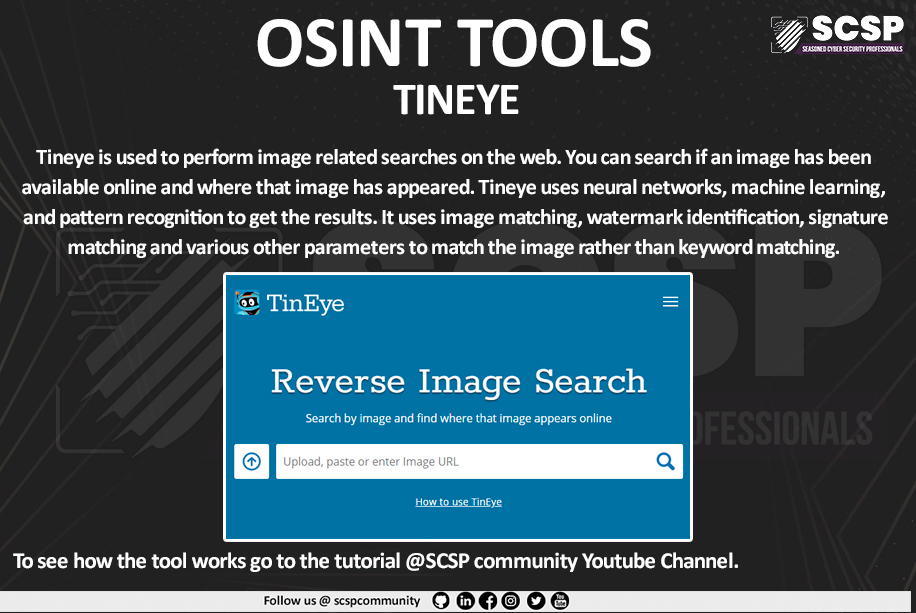 OSINT TOOLS
SCSP
SEASONED CYBER SECURITY PROFESSIONALS
TINEYE
Tineye is used to perform image related searches on the web. You can search if an image has been
available online and where that image has appeared. Tineye uses neural networks, machine learning,
and pattern recognition to get the results. It uses image matching, watermark identification, signature
matching and various other parameters to match the image rather than keyword matching.
SCSP
TinEye
Reverse Image Search
Search by image and find where that image appears online
OFESSIONALS
Upload, paste or enter Image URL
How to use TinEye
To see how the tool works go to the tutorial @SCSP community Youtube Channel.
Follow us @ scspcommunity
You
Tube